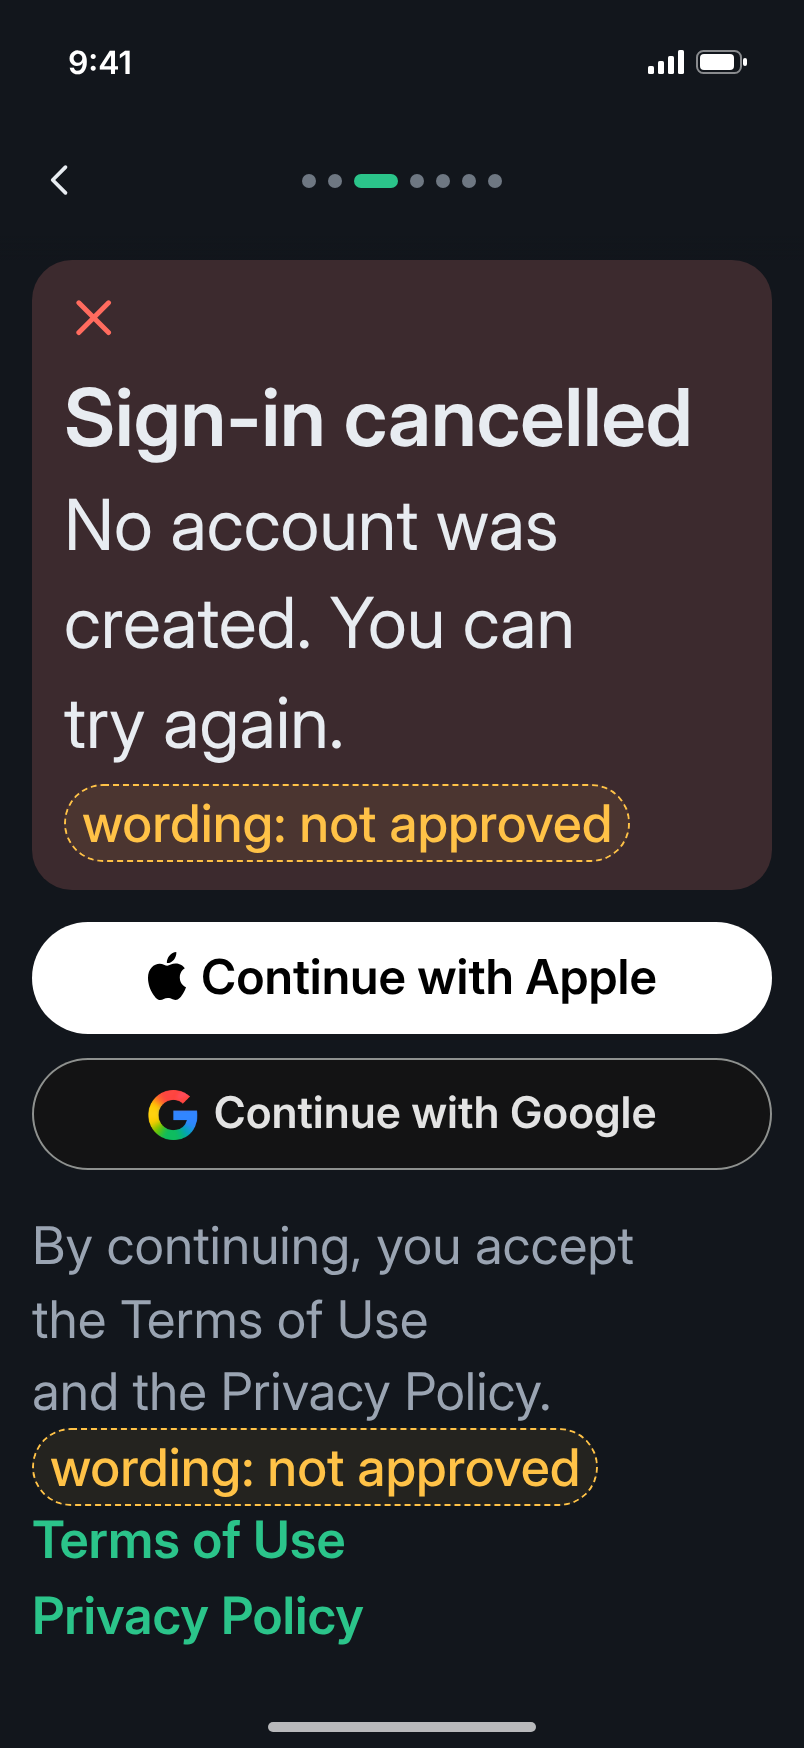 9:41
Sign-in cancelled
No account was
created. You can
try again.
wording: not approved
Continue with Apple
Continue with Google
By continuing, you accept
the Terms of Use
and the Privacy Policy.
wording: not approved
Terms of Use
Privacy Policy